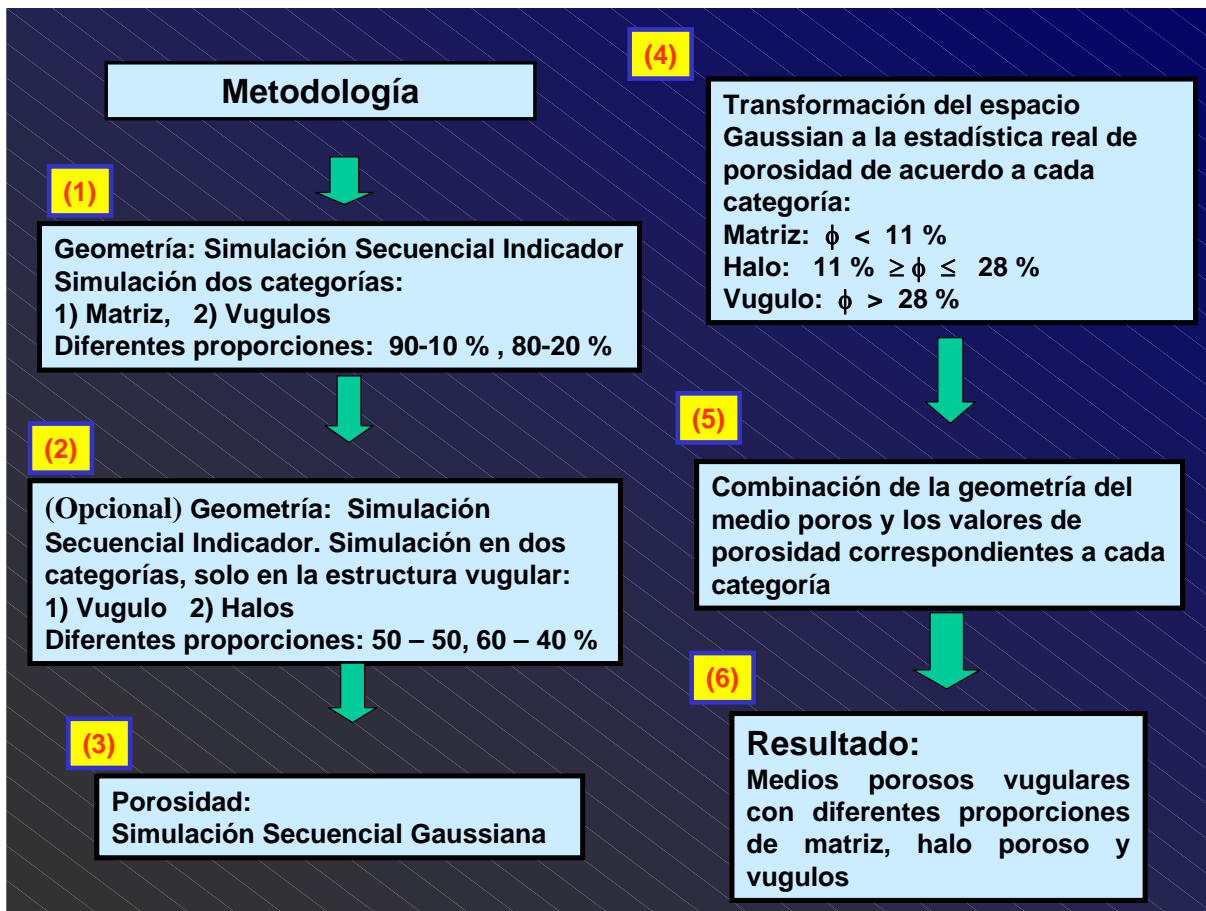 Metodología
(1)
Geometría: Simulación Secuencial Indicador
Simulación dos categorías:
1) Matriz, 2) Vugulos
Diferentes proporciones: 90-10 % , 80-20 %
(2)
(Opcional) Geometría: Simulación
Secuencial Indicador. Simulación en dos
categorías, solo en la estructura vugular:
1) Vugulo 2) Halos
Diferentes proporciones: 50 – 50, 60 – 40 %
(3)
Porosidad:
Simulación Secuencial Gaussiana
(4)
Transformación del espacio
Gaussian a la estadística real de
porosidad de acuerdo a cada
categoría:
Matriz: ϕ < 11 %
Halo: 11 % ≥ ϕ ≤ 28 %
Vugulo: ϕ > 28 %
(5)
Combinación de la geometría del
medio poros y los valores de
porosidad correspondientes a cada
categoría
(6)
Resultado:
Medios porosos vugulares
con diferentes proporciones
de matriz, halo poroso y
vugulos